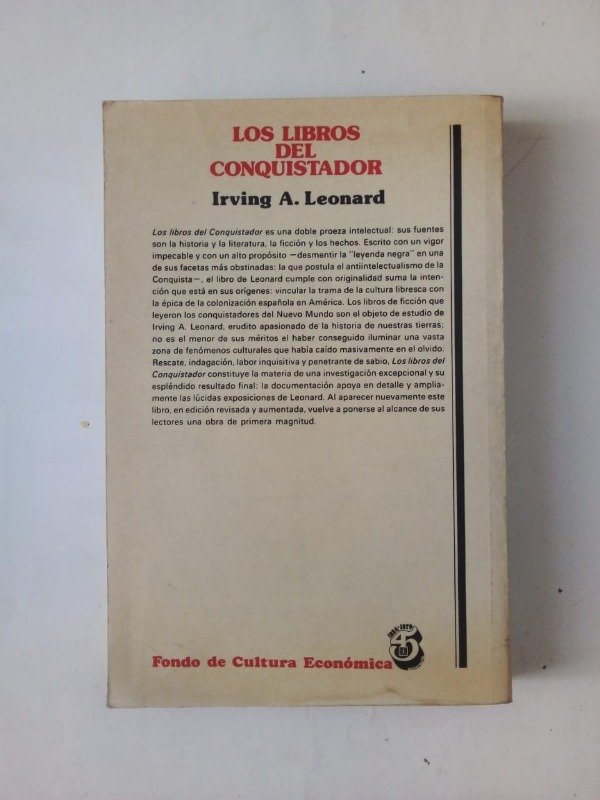 LOS LIBROS
DEL
CONQUISTADOR
Irving A. Leonard
Los libros del Conquistador es una doble proeza intelectual: sus fuentes
son la historia y la literatura, la ficción y los hechos. Escrito con un vigor
impecable y con un alto propósito —desmentir la "leyenda negra" en una
de sus facetas más obstinadas: la que postula el antiintelectualismo de la
Conquista—, el libro de Leonard cumple con originalidad suma la inten-
ción que está en sus orígenes: vincular la trama de la cultura libresca con
la épica de la colonización española en América. Los libros de ficción que
leyeron los conquistadores del Nuevo Mundo son el objeto de estudio de
Irving A. Leonard, erudito apasionado de la historia de nuestras tierras;
no es el menor de sus méritos el haber conseguido iluminar una vasta
zona de fenómenos culturales que había caído masivamente en el olvido.
Rescate, indagación, labor inquisitiva y penetrante de sabio, Los libros del
Conquistador constituye la materia de una investigación excepcional y su
espléndido resultado final: la documentación apoya en detalle y amplia-
mente las lúcidas exposiciones de Leonard. Al aparecer nuevamente este
libro, en edición revisada y aumentada, vuelve a ponerse al alcance de sus
lectores una obra de primera magnitud.
1934-1979
45
Fondo de Cultura Económica